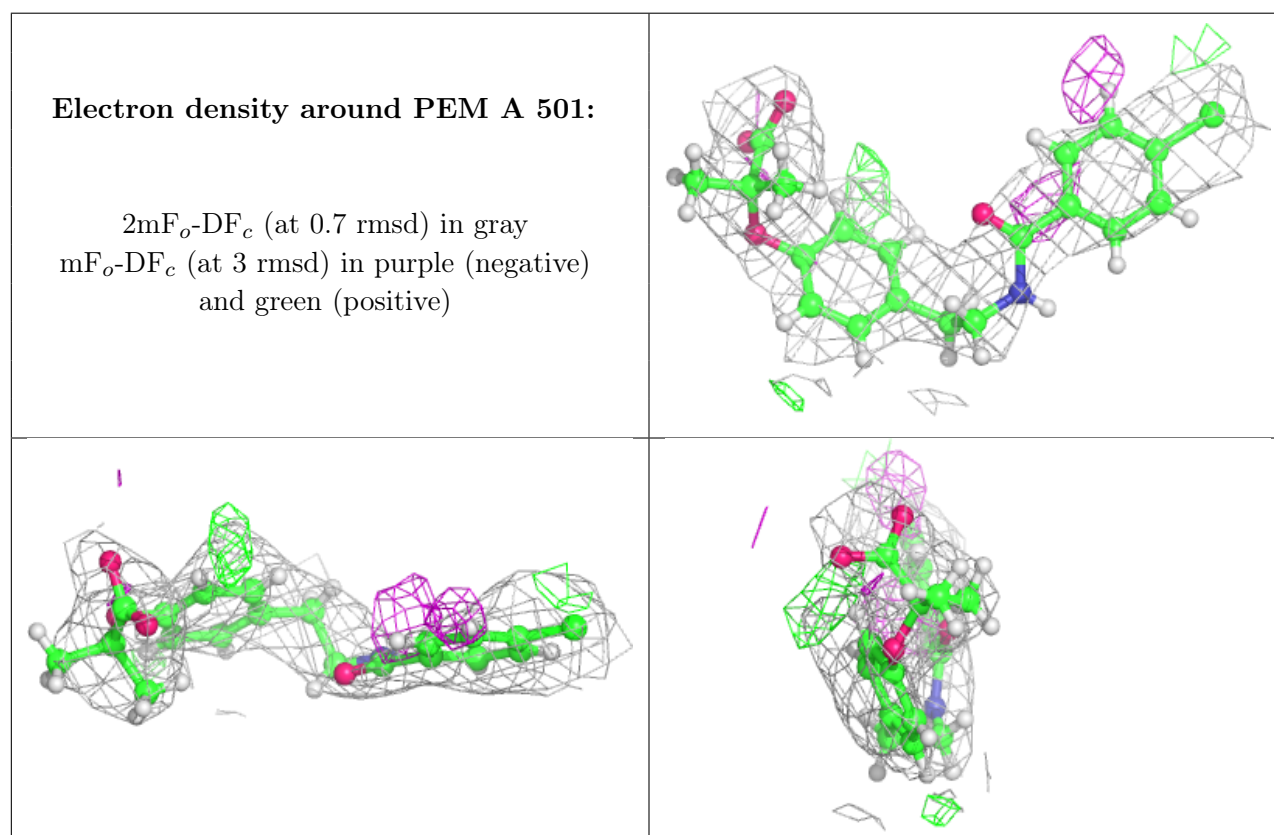 Electron density around PEM A 501:
2mFo-DFc (at 0.7 rmsd) in gray
mFo-DFc (at 3 rmsd) in purple (negative)
and green (positive)